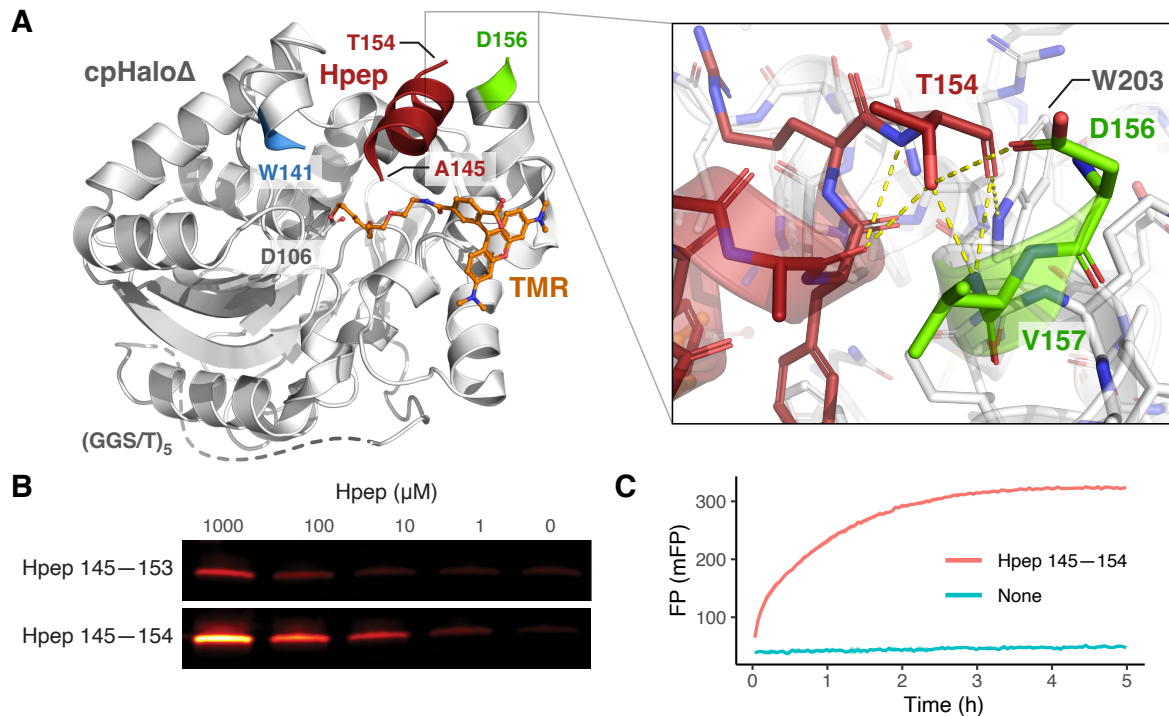 A
cpHaloΔ
T154
Hpep
D156
W141
A145
D106
TMR
(GGS/T)5
T154
W203
D156
V157
B
Hpep (μM)
1000 100 10 1 0
Hpep 145—153
Hpep 145—154
C
FP (mFP)
300
200
100
Hpep 145—154
None
0 1 2 3 4 5
Time (h)